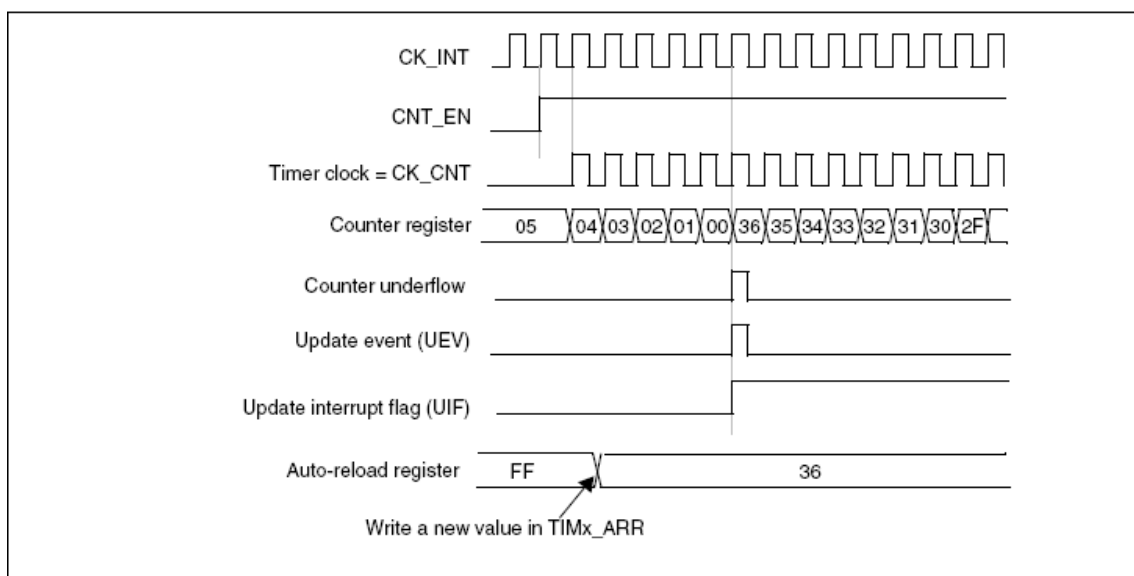 CK_INT
CNT_EN
Timer clock = CK_CNT
Counter register 05 04 03 02 01 00 36 35 34 33 32 31 30 2F
Counter underflow
Update event (UEV)
Update interrupt flag (UIF)
Auto-reload register FF 36
Write a new value in TIMx_ARR